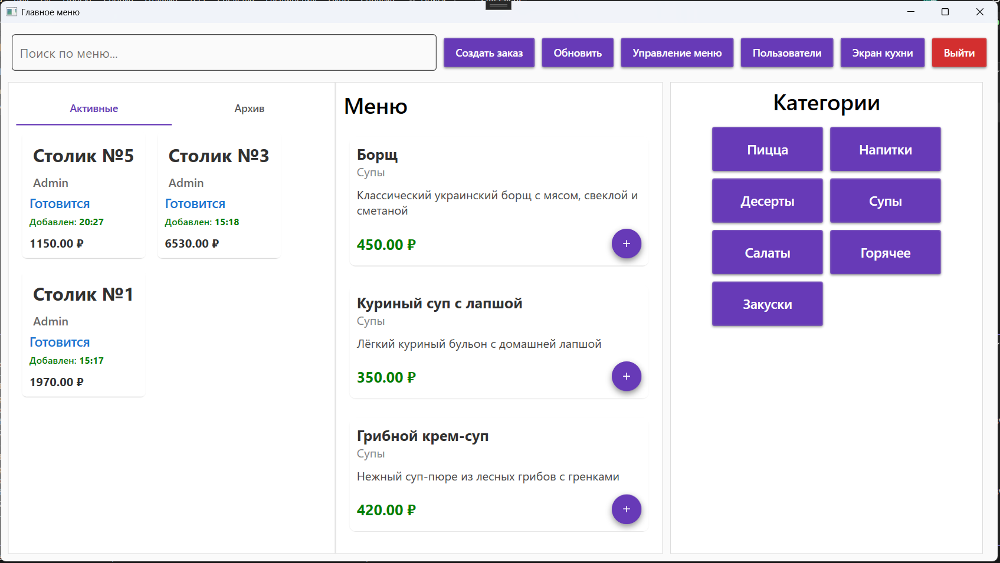 Главное меню
Поиск по меню...
Создать заказ
Обновить
Управление меню
Пользователи
Экран кухни
Выйти
Активные
Архив
Столик №5
Admin
Готовится
Добавлен: 20:27
1150.00 ₽
Столик №3
Admin
Готовится
Добавлен: 15:18
6530.00 ₽
Столик №1
Admin
Готовится
Добавлен: 15:17
1970.00 ₽
Меню
Борщ
Супы
Классический украинский борщ с мясом, свеклой и
сметаной
450.00 ₽
+
Куриный суп с лапшой
Супы
Лёгкий куриный бульон с домашней лапшой
350.00 ₽
+
Грибной крем-суп
Супы
Нежный суп-пюре из лесных грибов с гренками
420.00 ₽
+
Категории
Пицца
Напитки
Десерты
Супы
Салаты
Горячее
Закуски